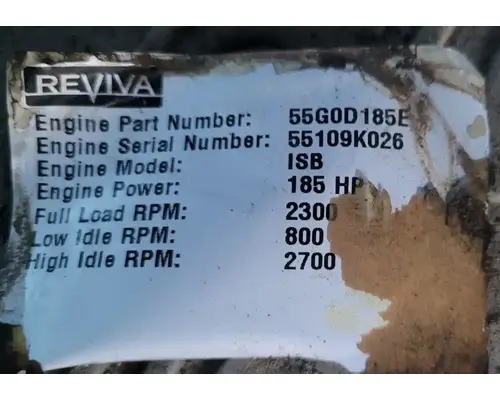 REVIVA
Engine Part Number: 55G0D185E
Engine Serial Number: 55109K026
Engine Model: ISB
Engine Power: 185 HP
Full Load RPM: 2300
Low Idle RPM: 800
High Idle RPM: 2700